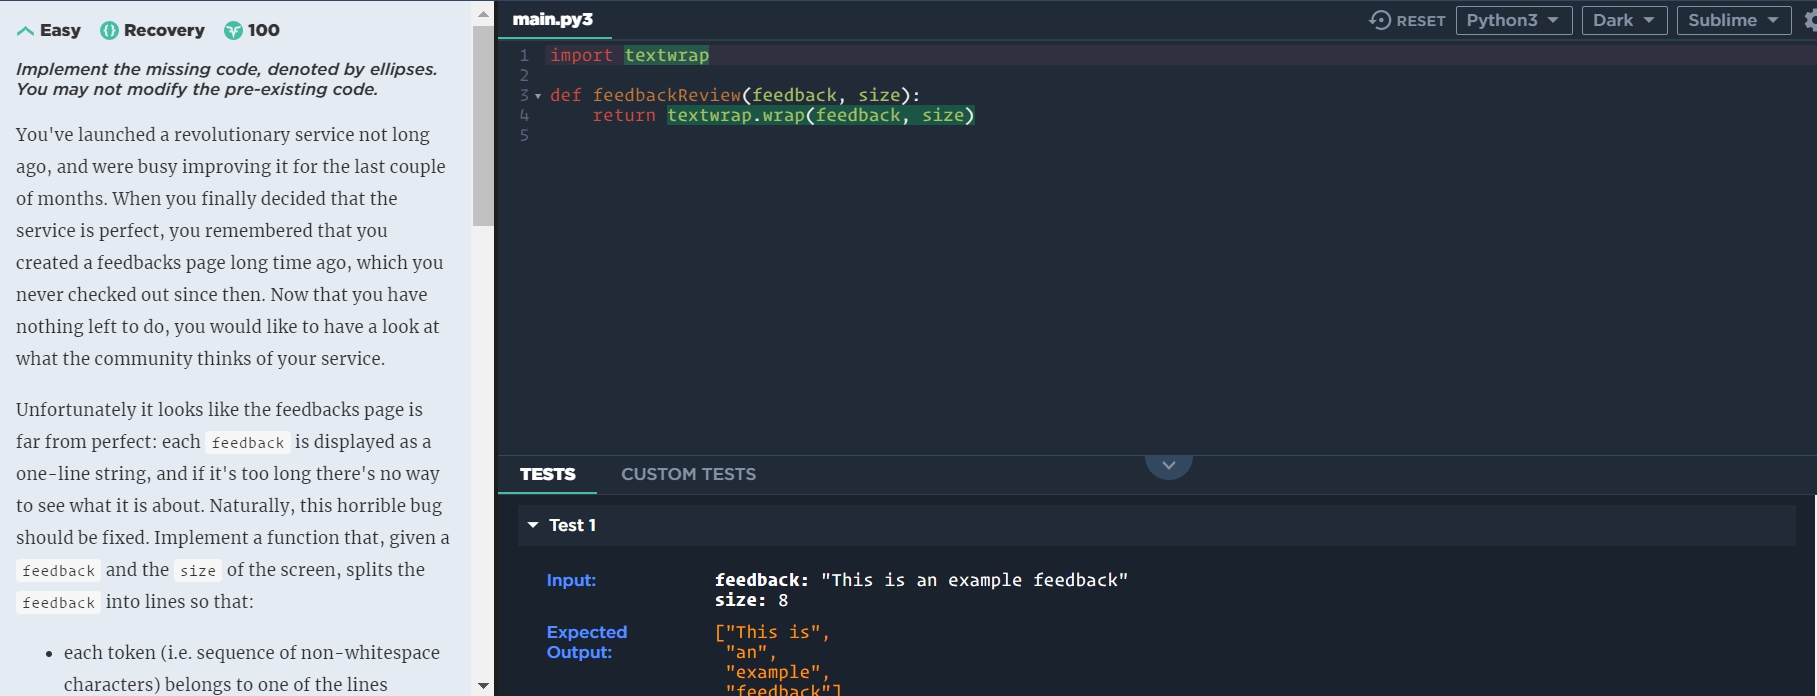 Easy Recovery 100
Implement the missing code, denoted by ellipses.
You may not modify the pre-existing code.
You've launched a revolutionary service not long
ago, and were busy improving it for the last couple
of months. When you finally decided that the
service is perfect, you remembered that you
created a feedbacks page long time ago, which you
never checked out since then. Now that you have
nothing left to do, you would like to have a look at
what the community thinks of your service.
Unfortunately it looks like the feedbacks page is
far from perfect: each feedback is displayed as a
one-line string, and if it's too long there's no way
to see what it is about. Naturally, this horrible bug
should be fixed. Implement a function that, given a
feedback and the size of the screen, splits the
feedback into lines so that:
• each token (i.e. sequence of non-whitespace
characters) belongs to one of the lines
main.py3
RESET Python3 Dark Sublime
1 import textwrap
2
3 def feedbackReview(feedback, size):
4     return textwrap.wrap(feedback, size)
5
TESTS CUSTOM TESTS
Test 1
Input: feedback: "This is an example feedback"
size: 8
Expected Output: ["This is",
"an",
"example",
"feedback"]